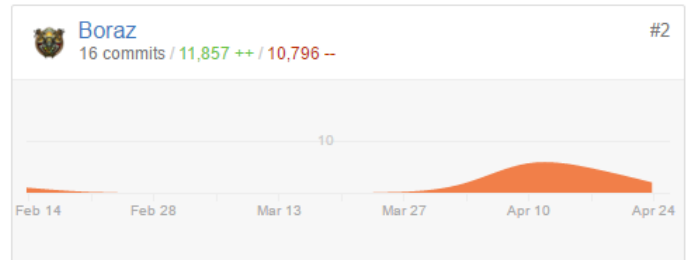 Boraz #2
16 commits / 11,857 ++ / 10,796 --
10
Feb 14 Feb 28 Mar 13 Mar 27 Apr 10 Apr 24